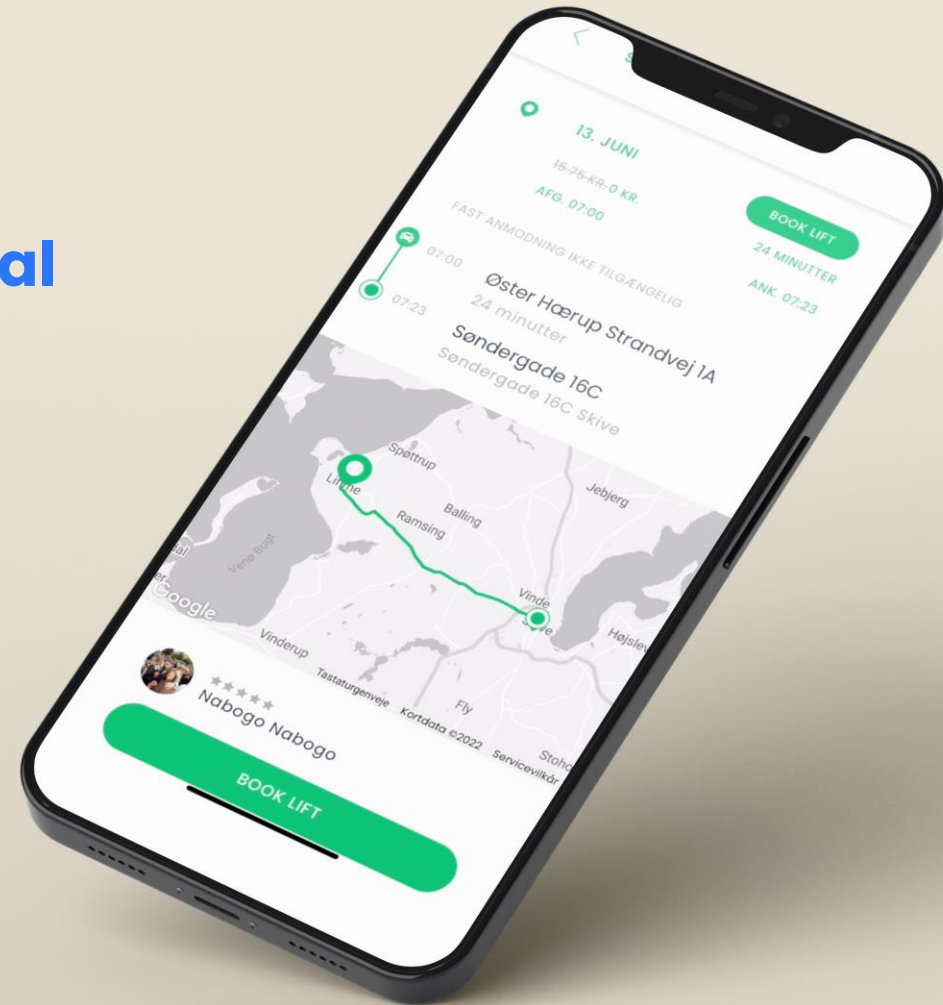 al
13. JUNI
15.75 KR. 0 KR.
AFG. 07:00
BOOK LIFT
24 MINUTTER
ANK. 07:23
FAST ANMODNING IKKE TILGÆNGELIG
07:00
Øster Hærup Strandvej 1A
24 minutter
07:23
Søndergade 16C
Søndergade 16C Skive
Spøttrup
Jebjerg
Balling
Ramsing
Venø Bugt
Vinde
Google
Vinderup
Fly
Tastaturgenveje Kortdata ©2022 Servicevilkår
Nabogo Nabogo
BOOK LIFT